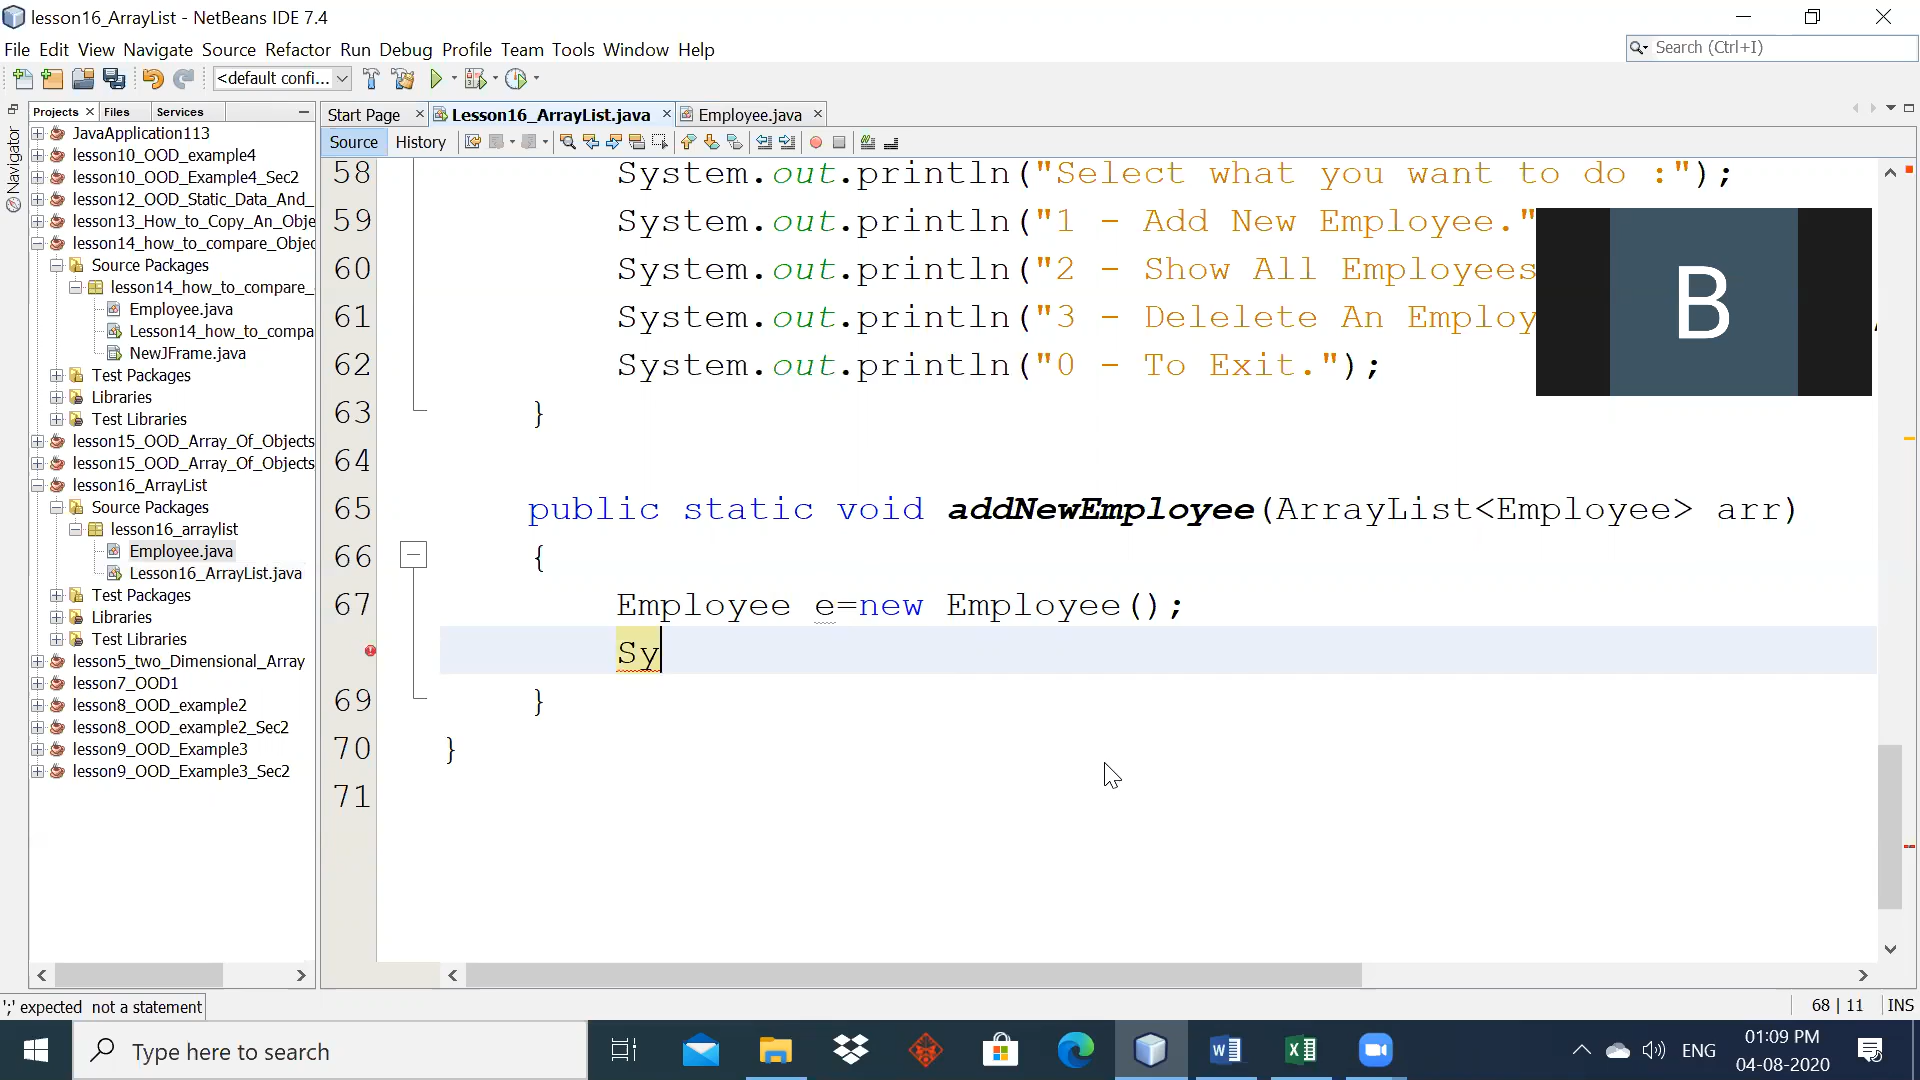 lesson16_ArrayList - NetBeans IDE 7.4
File Edit View Navigate Source Refactor Run Debug Profile Team Tools Window Help
Search (Ctrl+I)
<default confi...
Projects Files Services
Start Page Lesson16_ArrayList.java Employee.java
Source History
Navigator
JavaApplication113
lesson10_OOD_example4
lesson10_OOD_Example4_Sec2
lesson12_OOD_Static_Data_And_
lesson13_How_to_Copy_An_Obje
lesson14_how_to_compare_Objec
Source Packages
lesson14_how_to_compare_
Employee.java
Lesson14_how_to_compa
NewJFrame.java
Test Packages
Libraries
Test Libraries
lesson15_OOD_Array_Of_Objects
lesson15_OOD_Array_Of_Objects
lesson16_ArrayList
Source Packages
lesson16_arraylist
Employee.java
Lesson16_ArrayList.java
Test Packages
Libraries
Test Libraries
lesson5_two_Dimensional_Array
lesson7_OOD1
lesson8_OOD_example2
lesson8_OOD_example2_Sec2
lesson9_OOD_Example3
lesson9_OOD_Example3_Sec2
58 System.out.println("Select what you want to do :");
59 System.out.println("1 - Add New Employee."
60 System.out.println("2 - Show All Employees
61 System.out.println("3 - Delelete An Employ
62 System.out.println("0 - To Exit.");
63 }
64
65 public static void addNewEmployee(ArrayList<Employee> arr)
66 {
67 Employee e=new Employee();
Sy
69 }
70 }
71
B
';' expected not a statement
68 | 11 INS
Type here to search
ENG
01:09 PM
04-08-2020